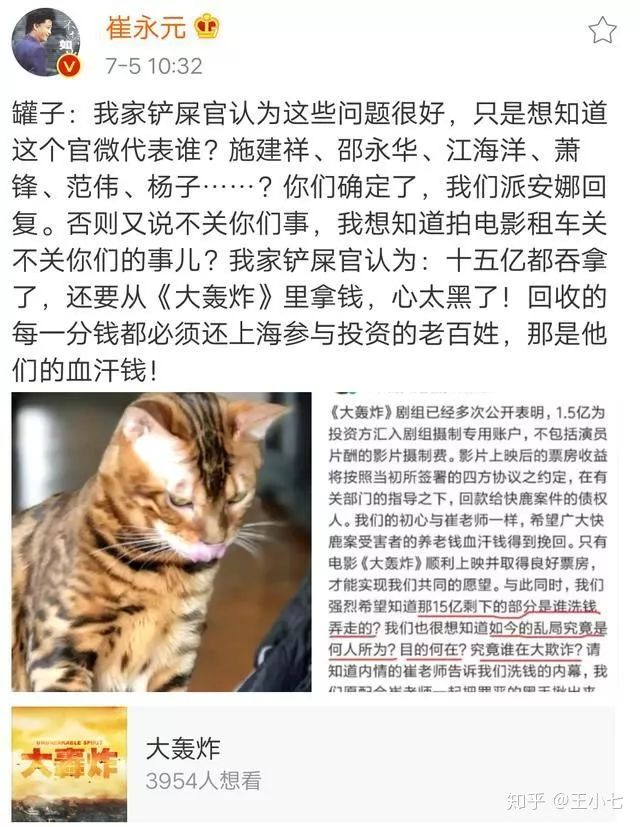 崔永元
7-5 10:32
罐子：我家铲屎官认为这些问题很好，只是想知道
这个官微代表谁？施建祥、邵永华、江海洋、萧
锋、范伟、杨子……？你们确定了，我们派安娜回
复。否则又说不关你们事，我想知道拍电影租车关
不关你们的事儿？我家铲屎官认为：十五亿都吞拿
了，还要从《大轰炸》里拿钱，心太黑了！回收的
每一分钱都必须还上海参与投资的老百姓，那是他
们的血汗钱！
《大轰炸》剧组已经多次公开表明，1.5亿为
投资方汇入剧组摄制专用账户，不包括演员
片酬的影片摄制费。影片上映后的票房收益
将按照当初所签署的四方协议之约定，在有
关部门的指导之下，回款给快鹿案件的债权
人。我们的初心与崔老师一样，希望广大快
鹿案受害者的养老钱血汗钱得到挽回。只有
电影《大轰炸》顺利上映并取得良好票房，
才能实现我们共同的愿望。与此同时，我们
强烈希望知道那15亿剩下的部分是谁洗钱
弄走的？我们也很想知道如今的乱局究竟是
何人所为？目的何在？究竟谁在大欺诈？请
知道内情的崔老师告诉我们洗钱的内幕，我
们愿配合崔老师一起把罪恶的黑手揪出来
UNBREAKABLE SPIRIT
大轰炸
大轰炸
3954人想看
知乎 @王小七